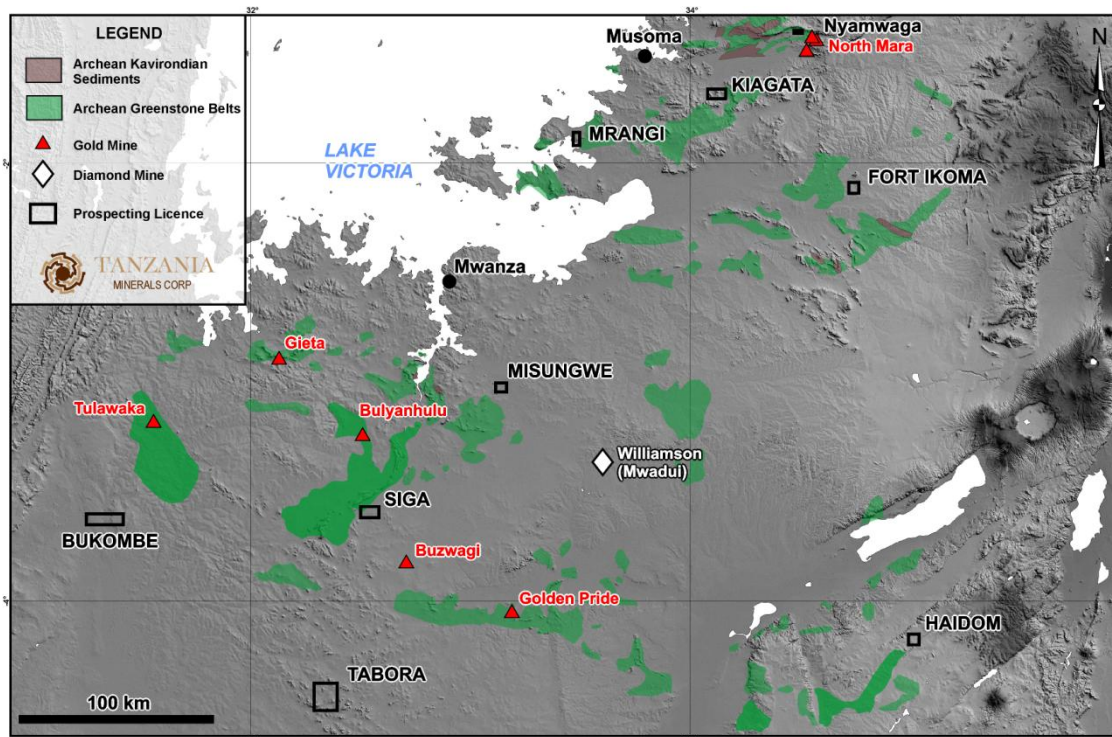 32°
34°
LEGEND
Archean Kavirondian
Sediments
Archean Greenstone Belts
Gold Mine
Diamond Mine
Prospecting Licence
TANZANIA
MINERALS CORP
N
Nyamwaga
North Mara
Musoma
KIAGATA
MRANGI
LAKE
VICTORIA
2°
FORT IKOMA
Mwanza
Gieta
MISUNGWE
Tulawaka
Bulyanhulu
Williamson
(Mwadui)
SIGA
BUKOMBE
Buzwagi
Golden Pride
4°
HAIDOM
TABORA
100 km